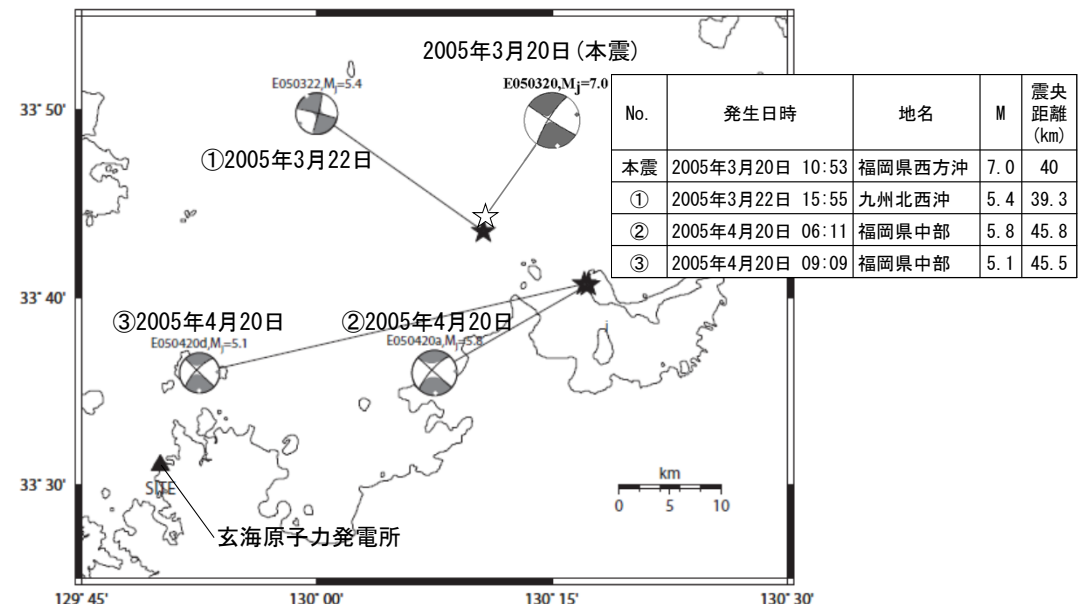 2005年3月20日(本震)
E050322,Mj=5.4
E050320,Mj=7.0
33°50'
①2005年3月22日
No. 発生日時 地名 M 震央距離(km)
本震 2005年3月20日 10:53 福岡県西方沖 7.0 40
① 2005年3月22日 15:55 九州北西沖 5.4 39.3
② 2005年4月20日 06:11 福岡県中部 5.8 45.8
③ 2005年4月20日 09:09 福岡県中部 5.1 45.5
33°40'
③2005年4月20日
②2005年4月20日
E050420d,Mj=5.1
E050420a,Mj=5.8
33°30'
SITE
km
0 5 10
玄海原子力発電所
129°45' 130°00' 130°15' 130°30'